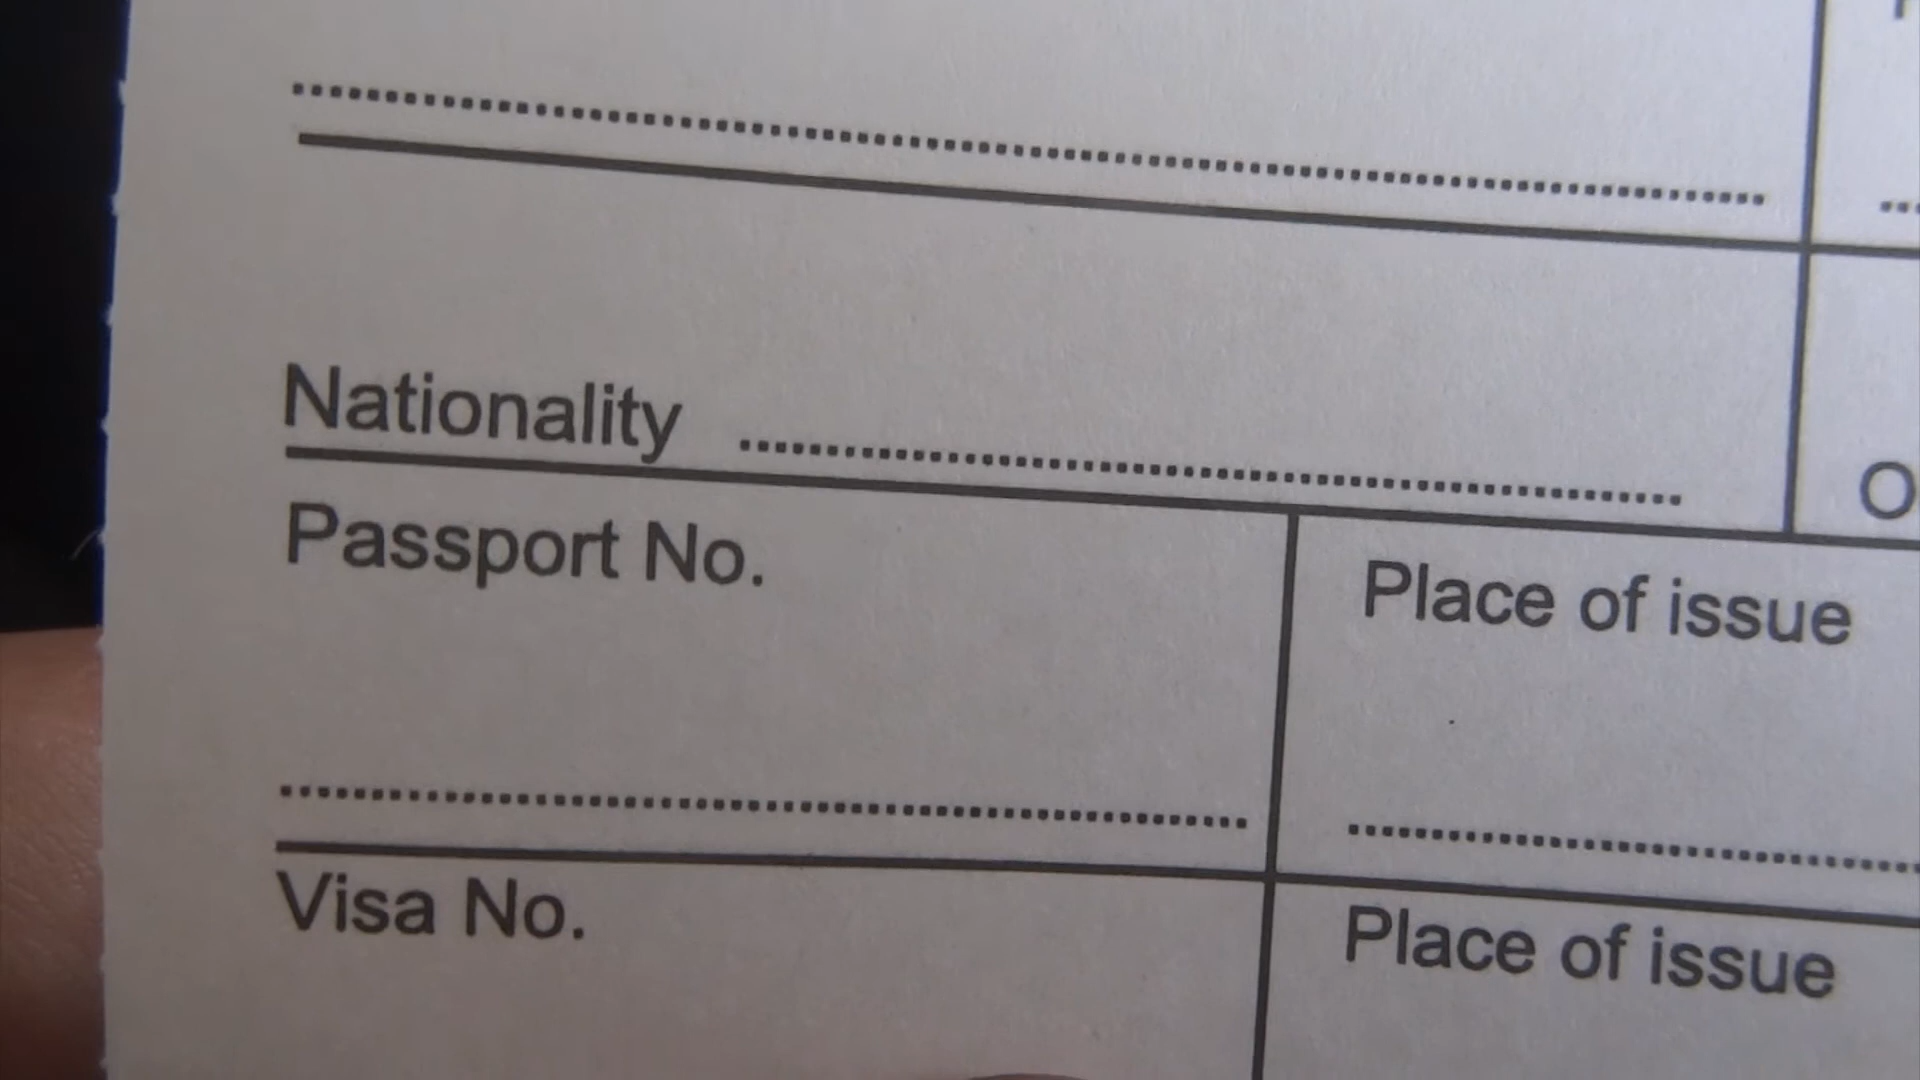 Nationality
Passport No.
Place of issue
Visa No.
Place of issue